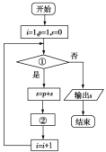 开始
i=1,p=1,s=0
①
否
是
s=p+s
输出s
②
结束
i=i+1